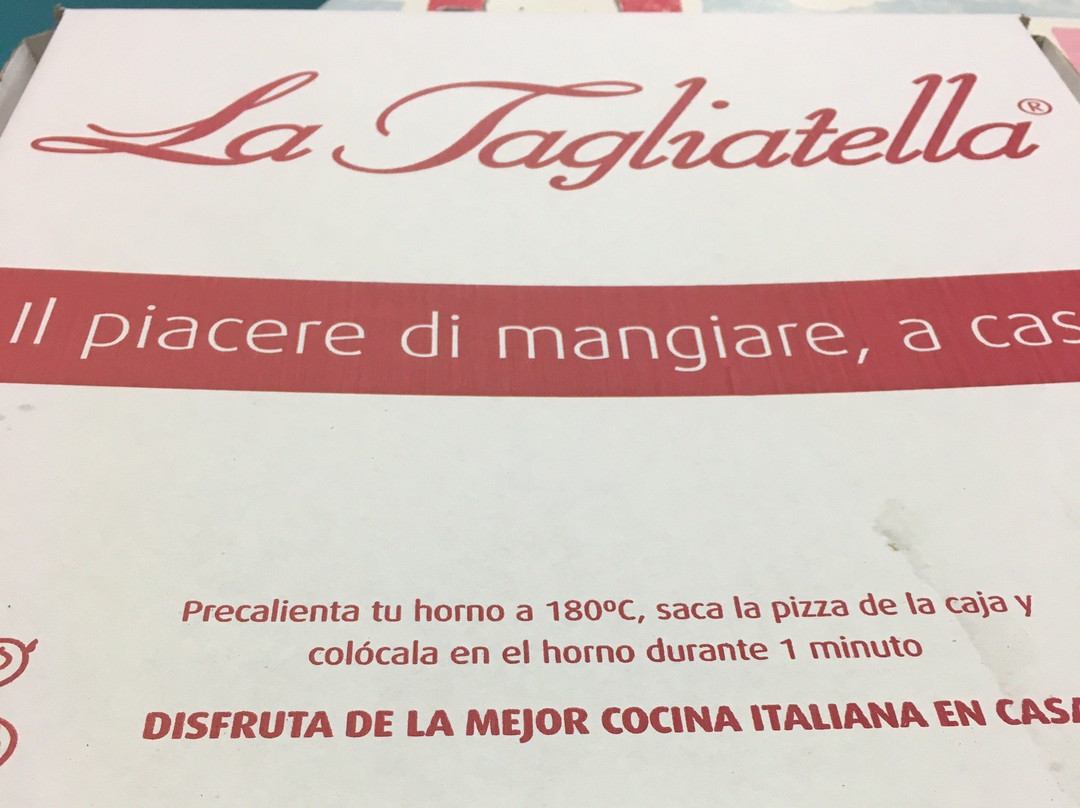 La Tagliatella®
Il piacere di mangiare, a cas
Precalienta tu horno a 180ºC, saca la pizza de la caja y
colócala en el horno durante 1 minuto
DISFRUTA DE LA MEJOR COCINA ITALIANA EN CASA